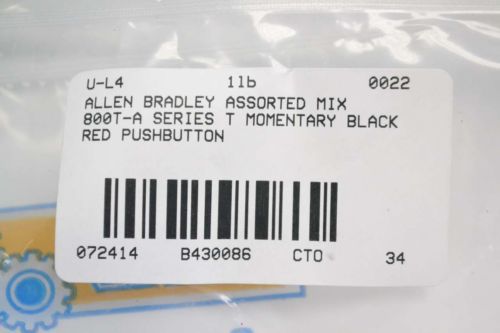 U-L4 1lb 0022
ALLEN BRADLEY ASSORTED MIX
800T-A SERIES T MOMENTARY BLACK
RED PUSHBUTTON
072414 B430086 CTO 34